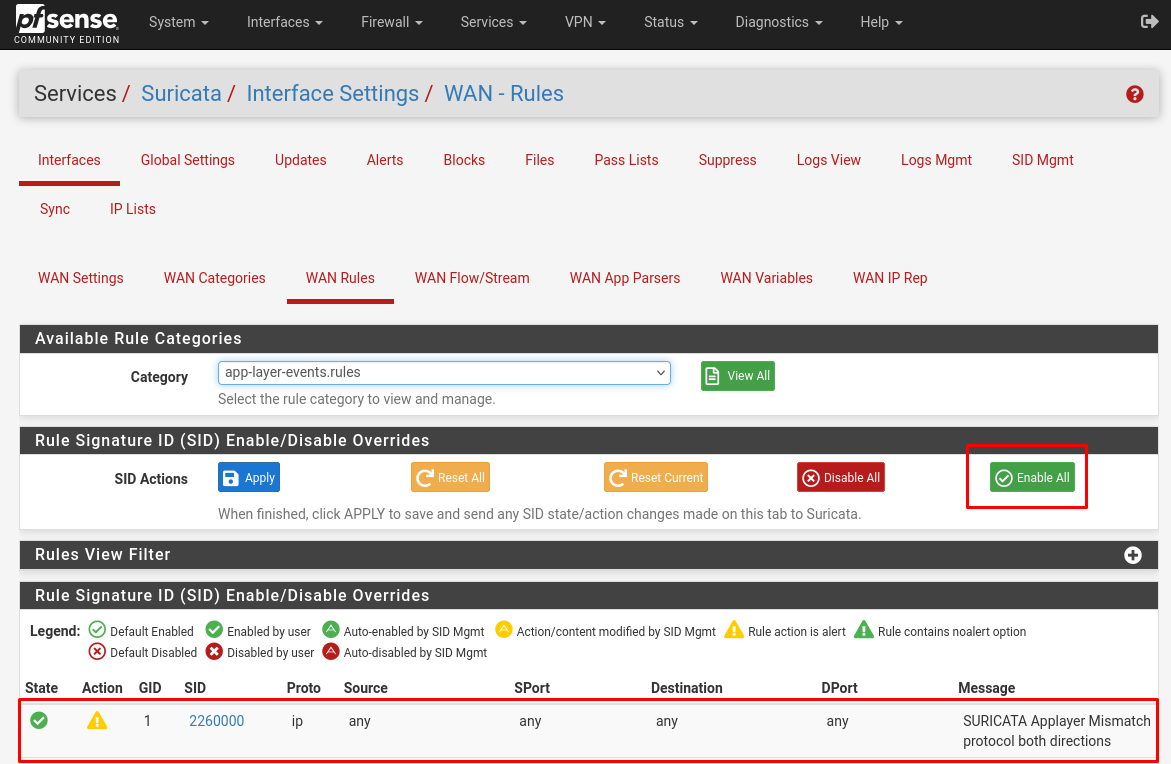 pfsense
COMMUNITY EDITION
System Interfaces Firewall Services VPN Status Diagnostics Help
Services / Suricata / Interface Settings / WAN - Rules
Interfaces Global Settings Updates Alerts Blocks Files Pass Lists Suppress Logs View Logs Mgmt SID Mgmt
Sync IP Lists
WAN Settings WAN Categories WAN Rules WAN Flow/Stream WAN App Parsers WAN Variables WAN IP Rep
Available Rule Categories
Category app-layer-events.rules View All
Select the rule category to view and manage.
Rule Signature ID (SID) Enable/Disable Overrides
SID Actions Apply Reset All Reset Current Disable All Enable All
When finished, click APPLY to save and send any SID state/action changes made on this tab to Suricata.
Rules View Filter
Rule Signature ID (SID) Enable/Disable Overrides
Legend: Default Enabled Enabled by user Auto-enabled by SID Mgmt Action/content modified by SID Mgmt Rule action is alert Rule contains noalert option
Default Disabled Disabled by user Auto-disabled by SID Mgmt
State Action GID SID Proto Source SPort Destination DPort Message
1 2260000 ip any any any any SURICATA Applayer Mismatch
protocol both directions